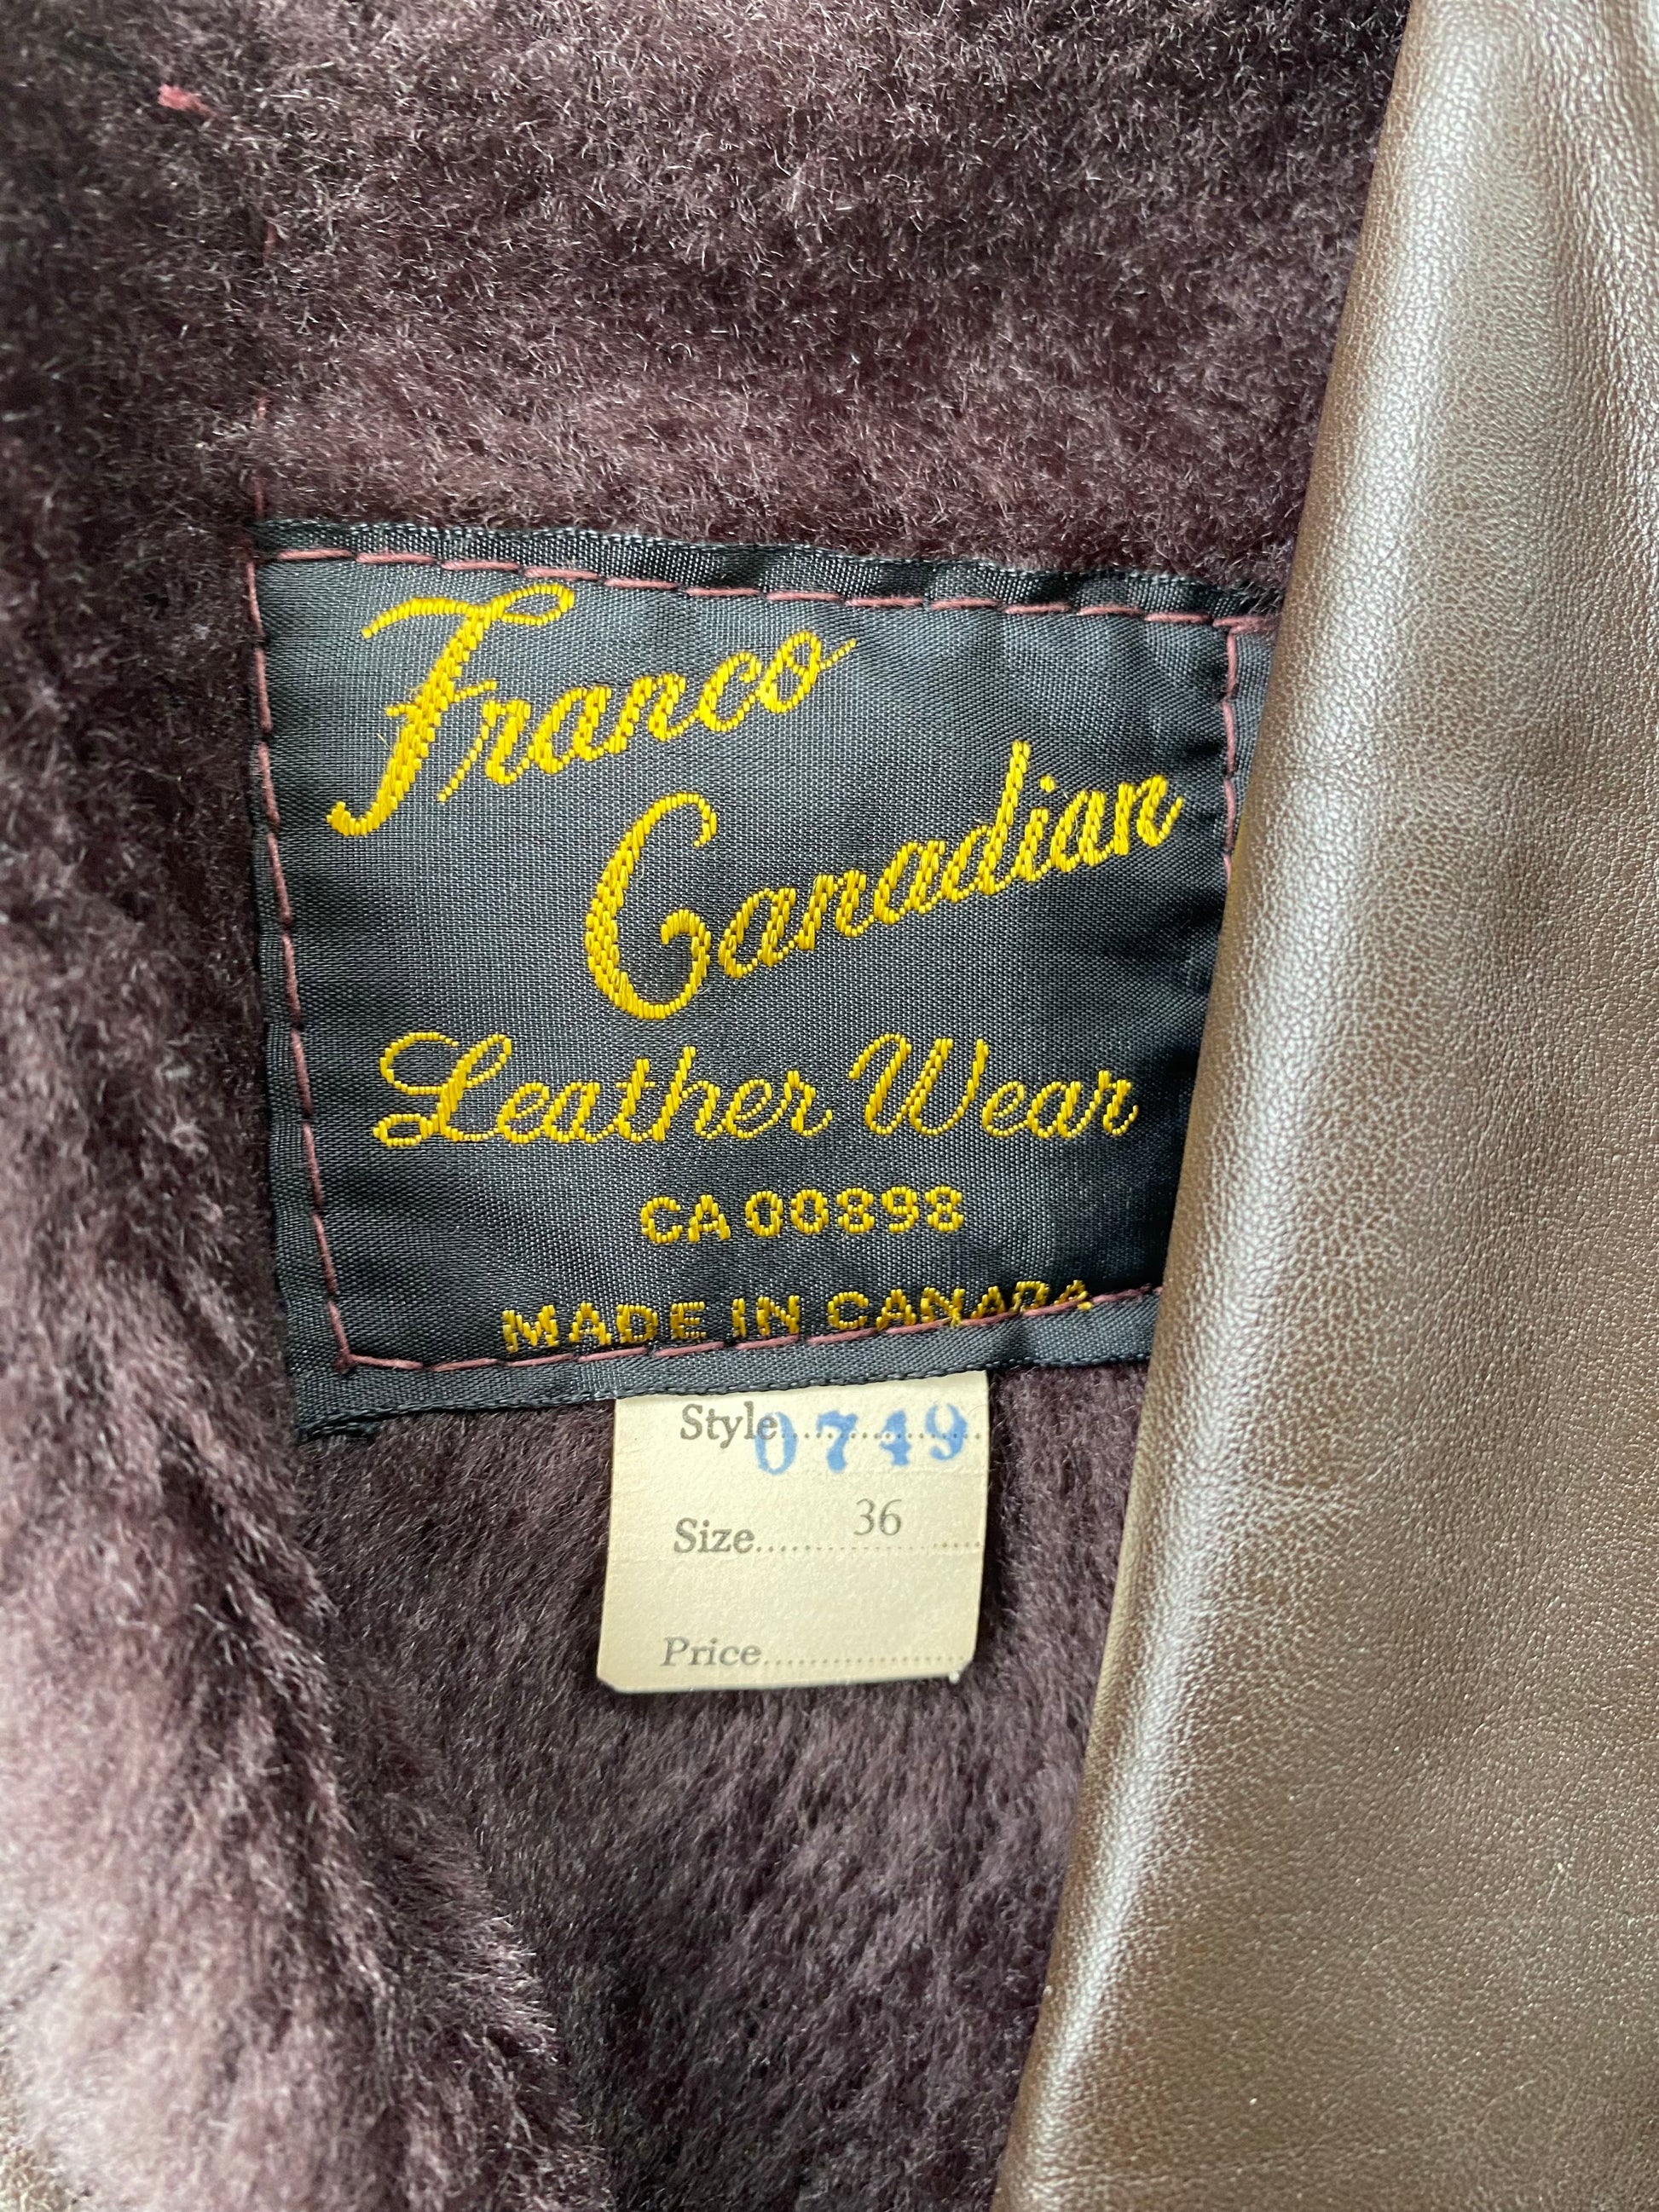 Franco
Canadian
Leather Wear
CA 00898
MADE IN CANADA
Style 0749
Size 36
Price